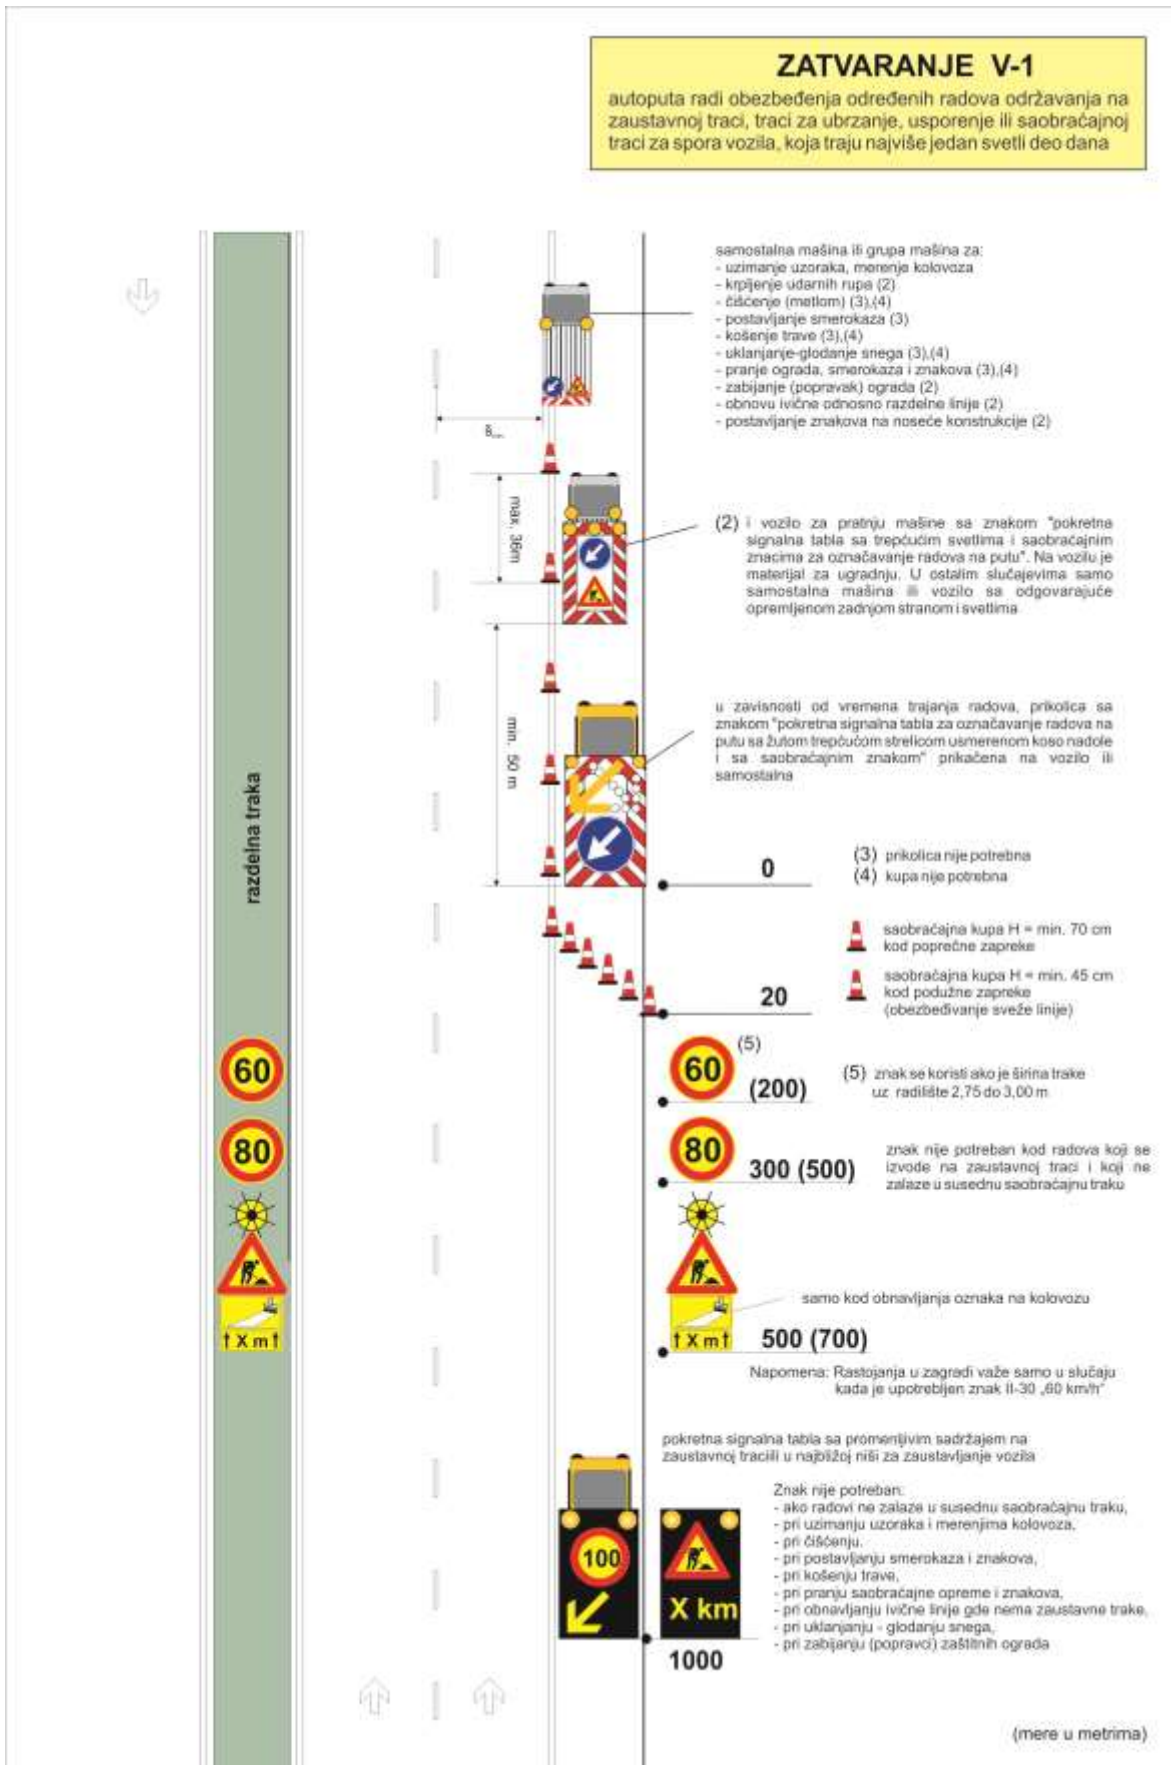 ZATVARANJE V-1
autoputa radi obezbeđenja određenih radova održavanja na
zaustavnoj traci, traci za ubrzanje, usporenje ili saobraćajnoj
traci za spora vozila, koja traju najviše jedan svetli deo dana
samostalna mašina ili grupa mašina za:
- uzimanje uzoraka, merenje kolovoza
- krpljenje udarnih rupa (2)
- čišćenje (metlom) (3),(4)
- postavljanje smerokaza (3)
- košenje trave (3),(4)
- uklanjanje-glodanje snega (3),(4)
- pranje ograda, smerokaza i znakova (3),(4)
- zabijanje (popravak) ograda (2)
- obnovu ivične odnosno razdelne linije (2)
- postavljanje znakova na noseće konstrukcije (2)
max. 36m
(2) i vozilo za pratnju mašine sa znakom "pokretna
signalna tabla sa trepćućim svetlima i saobraćajnim
znacima za označavanje radova na putu". Na vozilu je
materijal za ugradnju. U ostalim slučajevima samo
samostalna mašina ili vozilo sa odgovarajuće
opremljenom zadnjom stranom i svetlima
min. 50 m
u zavisnosti od vremena trajanja radova, prikolica sa
znakom "pokretna signalna tabla za označavanje radova na
putu sa žutom trepćućom strelicom usmerenom koso nadole
i sa saobraćajnim znakom" prikačena na vozilo ili
samostalna
razdelna traka
0
(3) prikolica nije potrebna
(4) kupa nije potrebna
saobraćajna kupa H = min. 70 cm
kod poprečne zapreke
20
saobraćajna kupa H = min. 45 cm
kod podužne zapreke
(obezbeđivanje sveže linije)
60
60
(5)
(200)
(5) znak se koristi ako je širina trake
uz radilište 2,75 do 3,00 m
80
80
300 (500)
znak nije potreban kod radova koji se
izvode na zaustavnoj traci i koji ne
zalaze u susednu saobraćajnu traku
samo kod obnavljanja oznaka na kolovozu
X m
X m
500 (700)
Napomena: Rastojanja u zagradi važe samo u slučaju
kada je upotrebljen znak II-30 „60 km/h"
pokretna signalna tabla sa promenljivim sadržajem na
zaustavnoj traciili u najbližoj niši za zaustavljanje vozila
100
X km
1000
Znak nije potreban:
- ako radovi ne zalaze u susednu saobraćajnu traku,
- pri uzimanju uzoraka i merenjima kolovoza,
- pri čišćenju,
- pri postavljanju smerokaza i znakova,
- pri košenju trave,
- pri pranju saobraćajne opreme i znakova,
- pri obnavljanju ivične linije gde nema zaustavne trake,
- pri uklanjanju - glodanju snega,
- pri zabijanju (popravci) zaštitnih ograda
(mere u metrima)